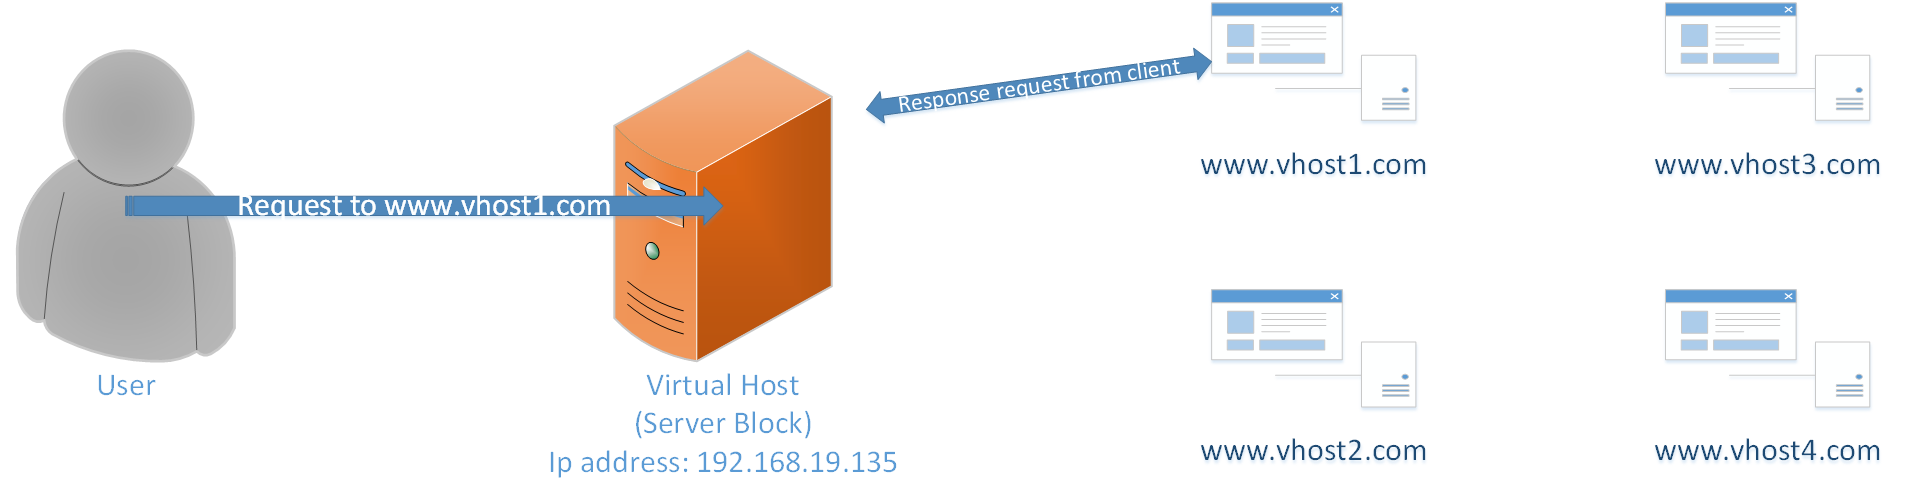 Response request from client
www.vhost1.com
www.vhost3.com
Request to www.vhost1.com
User
Virtual Host
(Server Block)
Ip address: 192.168.19.135
www.vhost2.com
www.vhost4.com